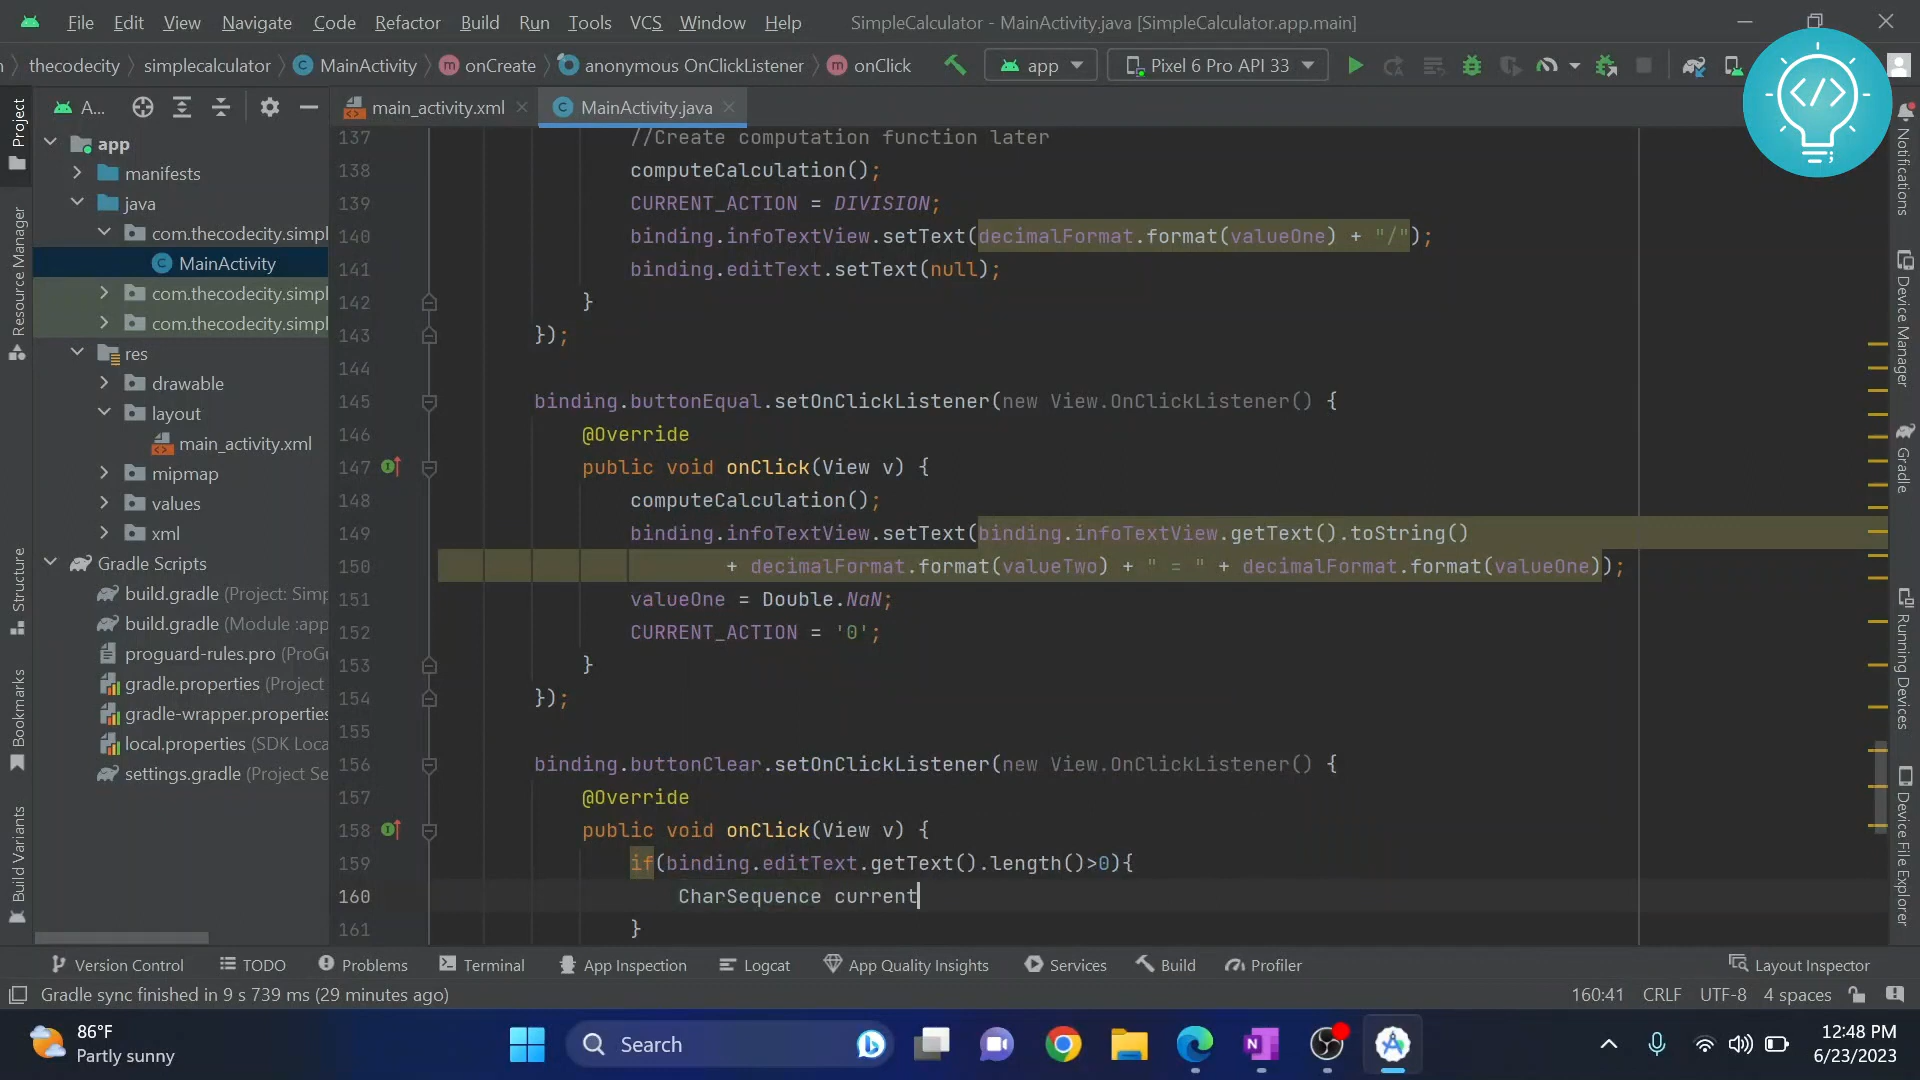 File Edit View Navigate Code Refactor Build Run Tools VCS Window Help SimpleCalculator - MainActivity.java [SimpleCalculator.app.main]
thecodecity simplecalculator MainActivity onCreate anonymous OnClickListener onClick app Pixel 6 Pro API 33
A... main_activity.xml MainActivity.java
Project
Resource Manager
Structure
Bookmarks
Build Variants
app
manifests
java
com.thecodecity.simpl
MainActivity
com.thecodecity.simpl
com.thecodecity.simpl
res
drawable
layout
main_activity.xml
mipmap
values
xml
Gradle Scripts
build.gradle (Project: Simp
build.gradle (Module :app
proguard-rules.pro (ProGu
gradle.properties (Project
gradle-wrapper.properties
local.properties (SDK Loca
settings.gradle (Project Se
137 //Create computation function later
138 computeCalculation();
139 CURRENT_ACTION = DIVISION;
140 binding.infoTextView.setText(decimalFormat.format(valueOne) + "/");
141 binding.editText.setText(null);
142 }
143 });
144
145 binding.buttonEqual.setOnClickListener(new View.OnClickListener() {
146 @Override
147 public void onClick(View v) {
148 computeCalculation();
149 binding.infoTextView.setText(binding.infoTextView.getText().toString()
150 + decimalFormat.format(valueTwo) + " = " + decimalFormat.format(valueOne));
151 valueOne = Double.NaN;
152 CURRENT_ACTION = '0';
153 }
154 });
155
156 binding.buttonClear.setOnClickListener(new View.OnClickListener() {
157 @Override
158 public void onClick(View v) {
159 if(binding.editText.getText().length()>0){
160 CharSequence current
161 }
</>
Notifications
Device Manager
Gradle
Running Devices
Device File Explorer
Version Control TODO Problems Terminal App Inspection Logcat App Quality Insights Services Build Profiler Layout Inspector
Gradle sync finished in 9 s 739 ms (29 minutes ago) 160:41 CRLF UTF-8 4 spaces
86°F
Partly sunny
Search
12:48 PM
6/23/2023